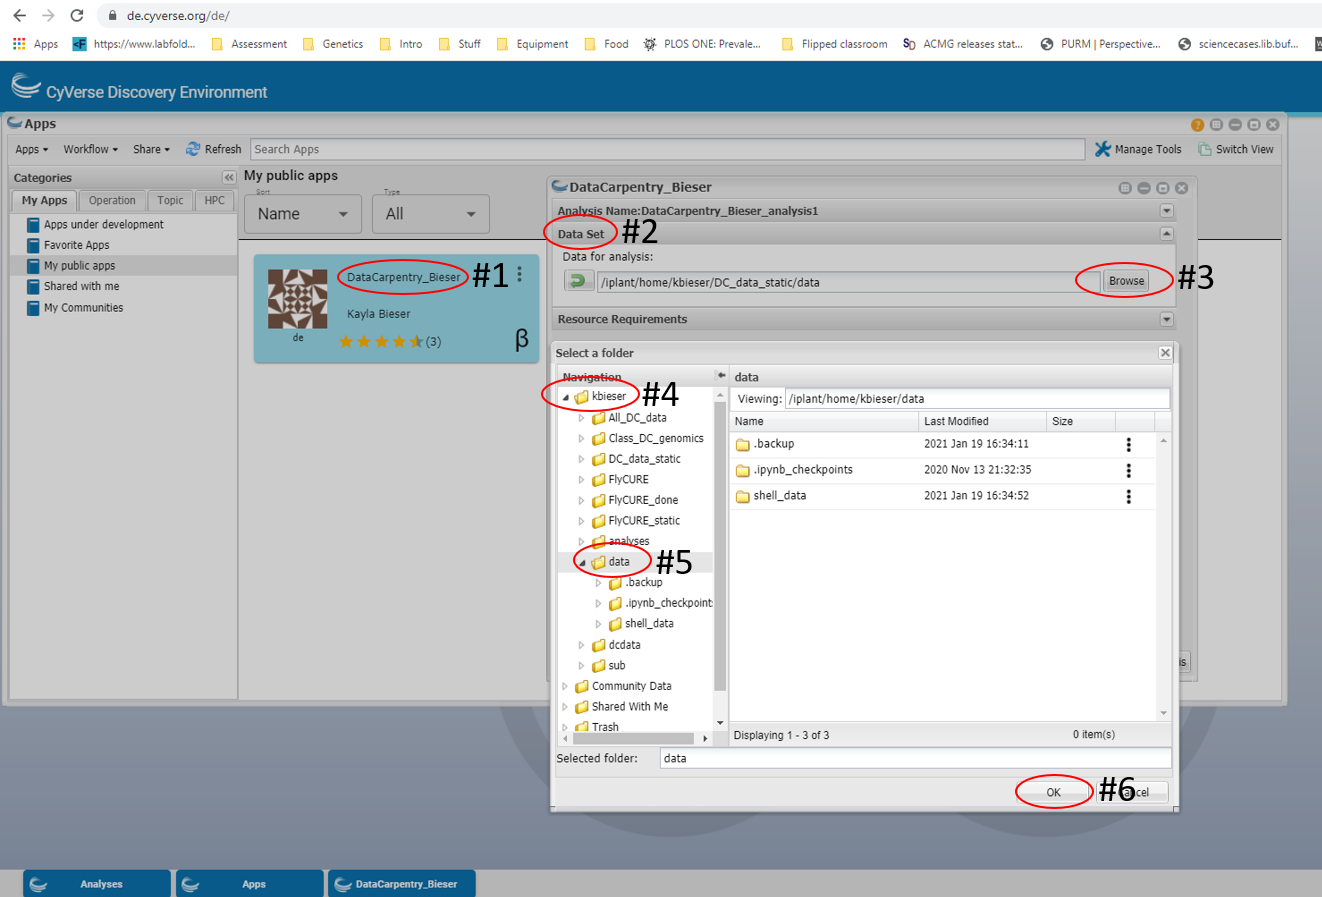 de.cyverse.org/de/
Apps https://www.labfold... Assessment Genetics Intro Stuff Equipment Food PLOS ONE: Prevale... Flipped classroom ACMG releases stat... PURM | Perspective... sciencecases.lib.buf...
CyVerse Discovery Environment
Apps
Apps Workflow Share Refresh Search Apps Manage Tools Switch View
Categories
My Apps Operation Topic HPC
Apps under development
Favorite Apps
My public apps
Shared with me
My Communities
My public apps
Sort Type
Name All
DataCarpentry_Bieser #1
Kayla Bieser
de
(3) β
DataCarpentry_Bieser
Analysis Name:DataCarpentry_Bieser_analysis1
Data Set #2
Data for analysis:
/iplant/home/kbieser/DC_data_static/data Browse #3
Resource Requirements
Select a folder
Navigation
kbieser #4
All_DC_data
Class_DC_genomics
DC_data_static
FlyCURE
FlyCURE_done
FlyCURE_static
analyses
data #5
.backup
.ipynb_checkpoint
shell_data
dcdata
sub
Community Data
Shared With Me
Trash
data
Viewing: /iplant/home/kbieser/data
Name Last Modified Size
.backup 2021 Jan 19 16:34:11
.ipynb_checkpoints 2020 Nov 13 21:32:35
shell_data 2021 Jan 19 16:34:52
Displaying 1 - 3 of 3 0 item(s)
Selected folder: data
OK #6
Analyses Apps DataCarpentry_Bieser